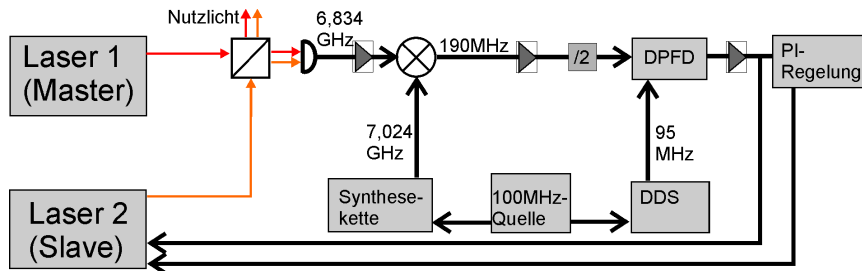 Nutzlicht
Laser 1
(Master)
6,834
GHz
190MHz
/2
DPFD
PI-
Regelung
7,024
GHz
95
MHz
Synthese-
kette
100MHz-
Quelle
DDS
Laser 2
(Slave)